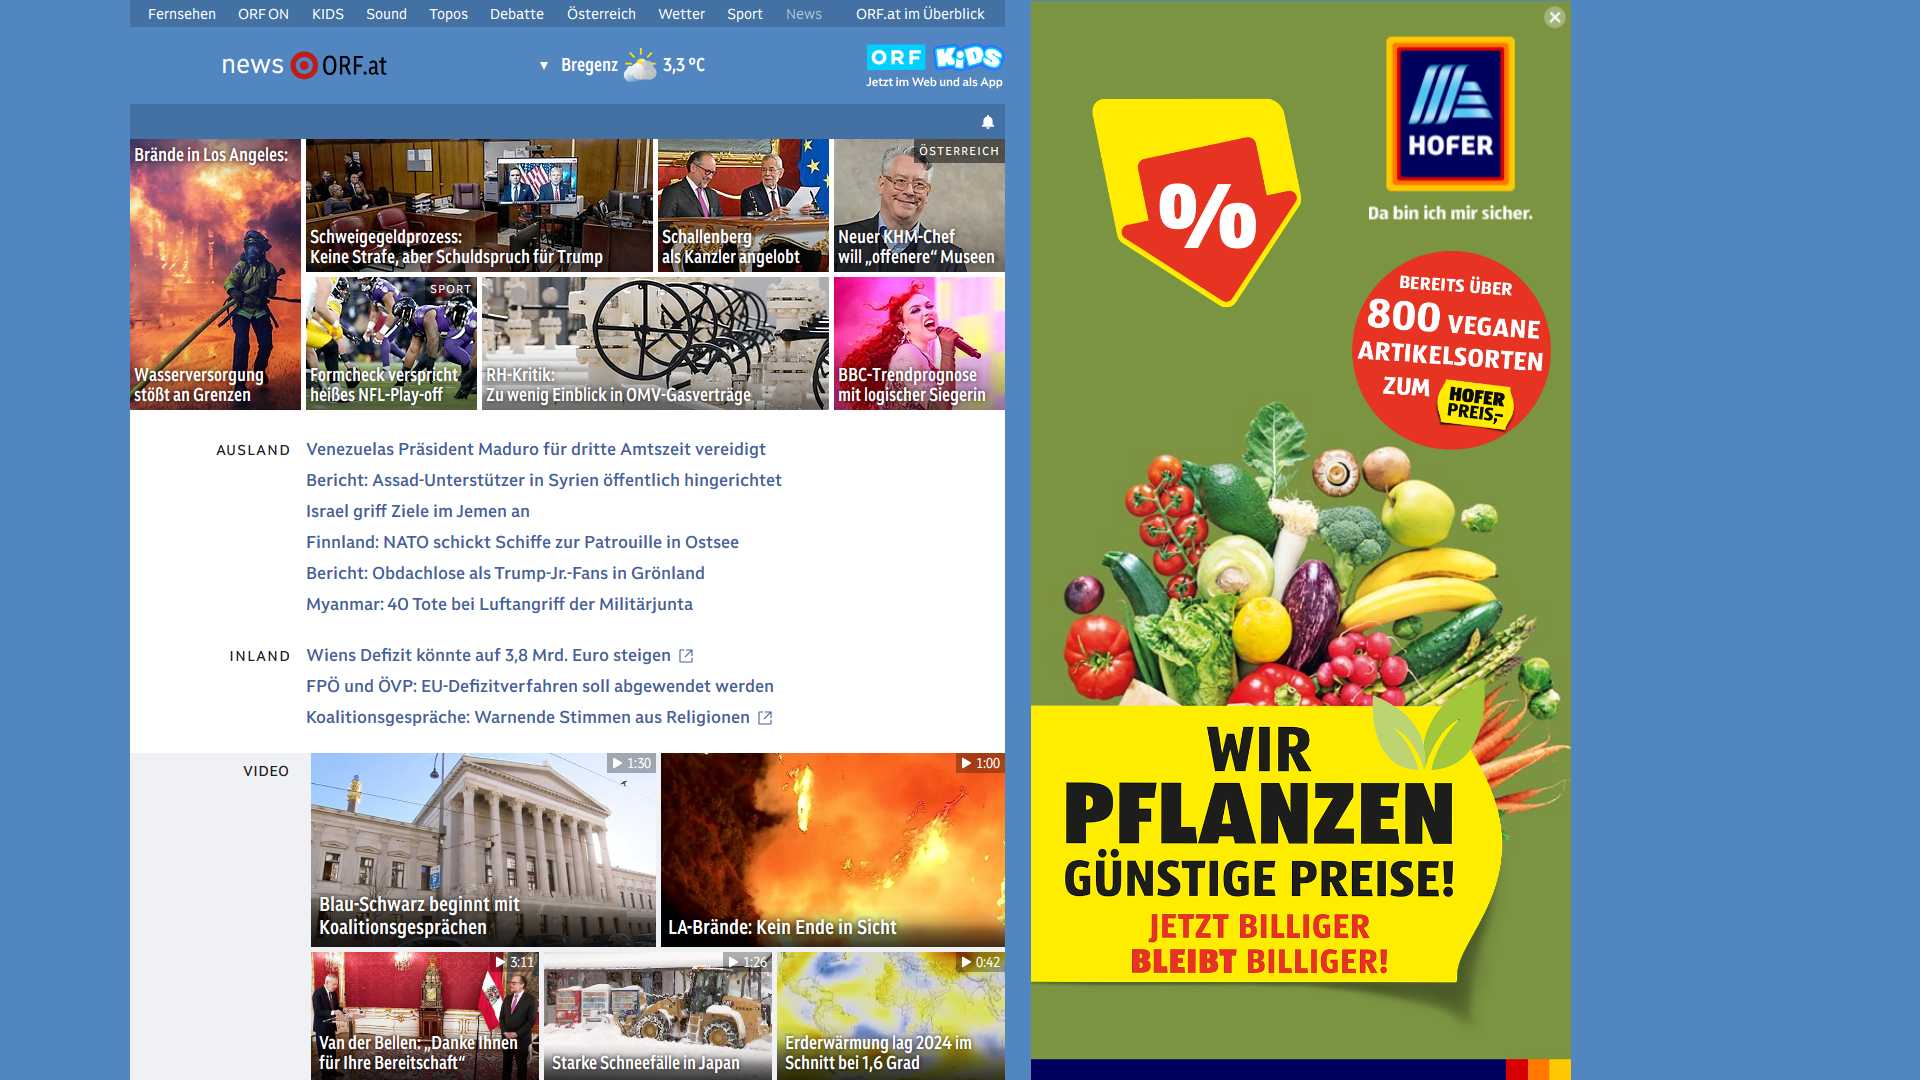 Fernsehen ORF ON KIDS Sound Topos Debatte Österreich Wetter Sport News ORF.at im Überblick
news ORF.at
▼ Bregenz 3,3 °C
ORF KiDS
Jetzt im Web und als App
Brände in Los Angeles:
Wasserversorgung
stößt an Grenzen
Schweigegeldprozess:
Keine Strafe, aber Schuldspruch für Trump
Schallenberg
als Kanzler angelobt
ÖSTERREICH
Neuer KHM-Chef
will „offenere“ Museen
SPORT
Formcheck verspricht
heißes NFL-Play-off
RH-Kritik:
Zu wenig Einblick in OMV-Gasverträge
BBC-Trendprognose
mit logischer Siegerin
AUSLAND
Venezuelas Präsident Maduro für dritte Amtszeit vereidigt
Bericht: Assad-Unterstützer in Syrien öffentlich hingerichtet
Israel griff Ziele im Jemen an
Finnland: NATO schickt Schiffe zur Patrouille in Ostsee
Bericht: Obdachlose als Trump-Jr.-Fans in Grönland
Myanmar: 40 Tote bei Luftangriff der Militärjunta
INLAND
Wiens Defizit könnte auf 3,8 Mrd. Euro steigen
FPÖ und ÖVP: EU-Defizitverfahren soll abgewendet werden
Koalitionsgespräche: Warnende Stimmen aus Religionen
VIDEO
1:30
Blau-Schwarz beginnt mit
Koalitionsgesprächen
1:00
LA-Brände: Kein Ende in Sicht
3:11
Van der Bellen: „Danke Ihnen
für Ihre Bereitschaft“
1:26
Starke Schneefälle in Japan
0:42
Erderwärmung lag 2024 im
Schnitt bei 1,6 Grad
%
HOFER
Da bin ich mir sicher.
BEREITS ÜBER
800 VEGANE
ARTIKELSORTEN
ZUM HOFER
PREIS,-
WIR
PFLANZEN
GÜNSTIGE PREISE!
JETZT BILLIGER
BLEIBT BILLIGER!